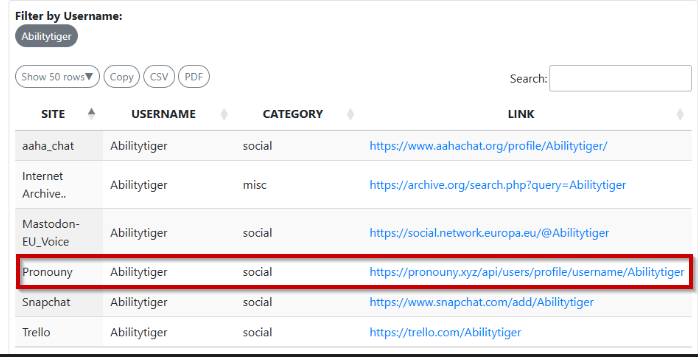 Filter by Username:
Abilitytiger
Show 50 rows▼ Copy CSV PDF Search:
SITE USERNAME CATEGORY LINK
aaha_chat Abilitytiger social https://www.aahachat.org/profile/Abilitytiger/
Internet
Archive.. Abilitytiger misc https://archive.org/search.php?query=Abilitytiger
Mastodon-
EU_Voice Abilitytiger social https://social.network.europa.eu/@Abilitytiger
Pronouny Abilitytiger social https://pronouny.xyz/api/users/profile/username/Abilitytiger
Snapchat Abilitytiger social https://www.snapchat.com/add/Abilitytiger
Trello Abilitytiger social https://trello.com/Abilitytiger